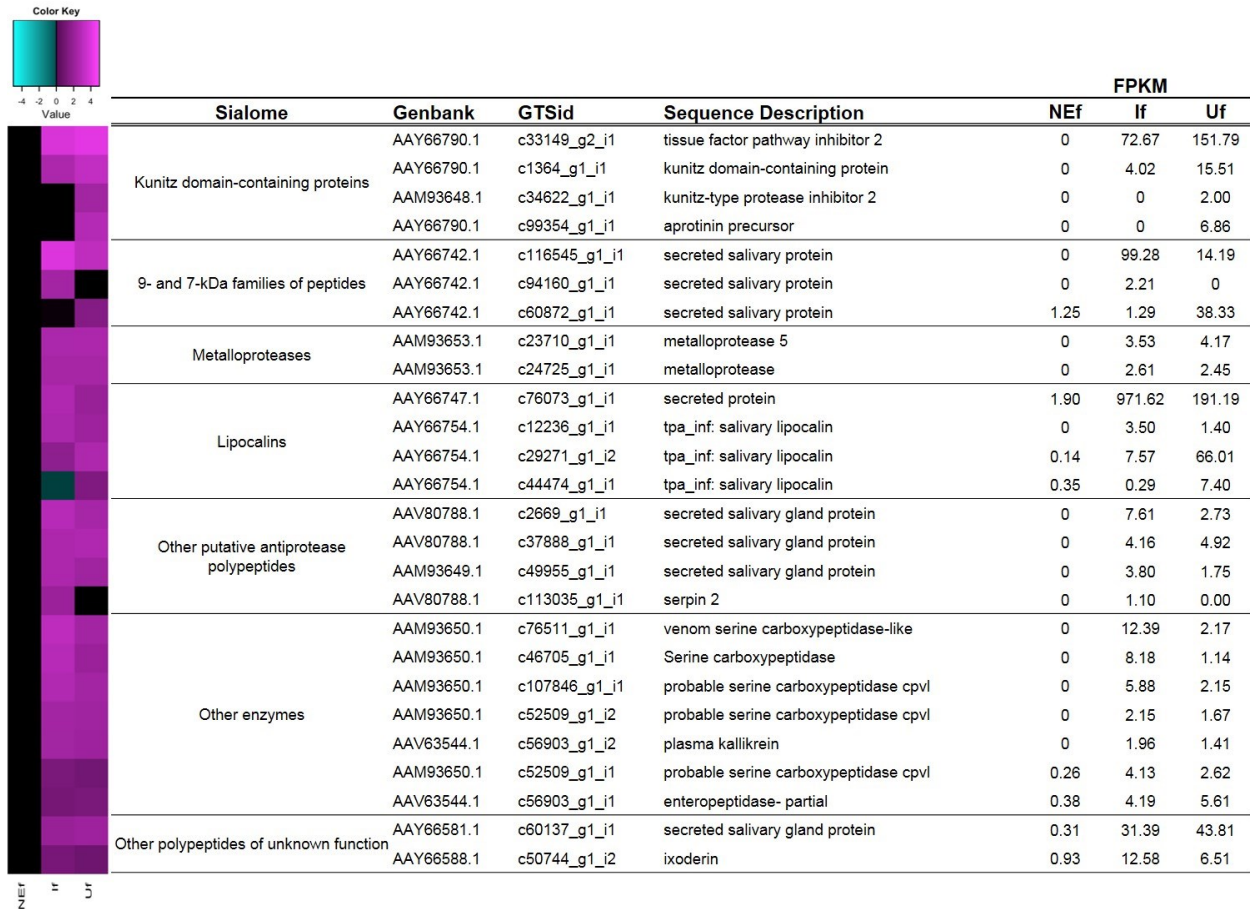 Color Key
-4 -2 0 2 4
Value
FPKM
Sialome Genbank GTSid Sequence Description NEf If Uf
AAY66790.1 c33149_g2_i1 tissue factor pathway inhibitor 2 0 72.67 151.79
Kunitz domain-containing proteins AAY66790.1 c1364_g1_i1 kunitz domain-containing protein 0 4.02 15.51
AAM93648.1 c34622_g1_i1 kunitz-type protease inhibitor 2 0 0 2.00
AAY66790.1 c99354_g1_i1 aprotinin precursor 0 0 6.86
AAY66742.1 c116545_g1_i1 secreted salivary protein 0 99.28 14.19
9- and 7-kDa families of peptides AAY66742.1 c94160_g1_i1 secreted salivary protein 0 2.21 0
AAY66742.1 c60872_g1_i1 secreted salivary protein 1.25 1.29 38.33
Metalloproteases AAM93653.1 c23710_g1_i1 metalloprotease 5 0 3.53 4.17
AAM93653.1 c24725_g1_i1 metalloprotease 0 2.61 2.45
AAY66747.1 c76073_g1_i1 secreted protein 1.90 971.62 191.19
Lipocalins AAY66754.1 c12236_g1_i1 tpa_inf: salivary lipocalin 0 3.50 1.40
AAY66754.1 c29271_g1_i2 tpa_inf: salivary lipocalin 0.14 7.57 66.01
AAY66754.1 c44474_g1_i1 tpa_inf: salivary lipocalin 0.35 0.29 7.40
AAV80788.1 c2669_g1_i1 secreted salivary gland protein 0 7.61 2.73
Other putative antiprotease AAV80788.1 c37888_g1_i1 secreted salivary gland protein 0 4.16 4.92
polypeptides AAM93649.1 c49955_g1_i1 secreted salivary gland protein 0 3.80 1.75
AAV80788.1 c113035_g1_i1 serpin 2 0 1.10 0.00
AAM93650.1 c76511_g1_i1 venom serine carboxypeptidase-like 0 12.39 2.17
AAM93650.1 c46705_g1_i1 Serine carboxypeptidase 0 8.18 1.14
AAM93650.1 c107846_g1_i1 probable serine carboxypeptidase cpvl 0 5.88 2.15
Other enzymes AAM93650.1 c52509_g1_i2 probable serine carboxypeptidase cpvl 0 2.15 1.67
AAV63544.1 c56903_g1_i2 plasma kallikrein 0 1.96 1.41
AAM93650.1 c52509_g1_i1 probable serine carboxypeptidase cpvl 0.26 4.13 2.62
AAV63544.1 c56903_g1_i1 enteropeptidase- partial 0.38 4.19 5.61
Other polypeptides of unknown function AAY66581.1 c60137_g1_i1 secreted salivary gland protein 0.31 31.39 43.81
AAY66588.1 c50744_g1_i2 ixoderin 0.93 12.58 6.51
NEf If Uf